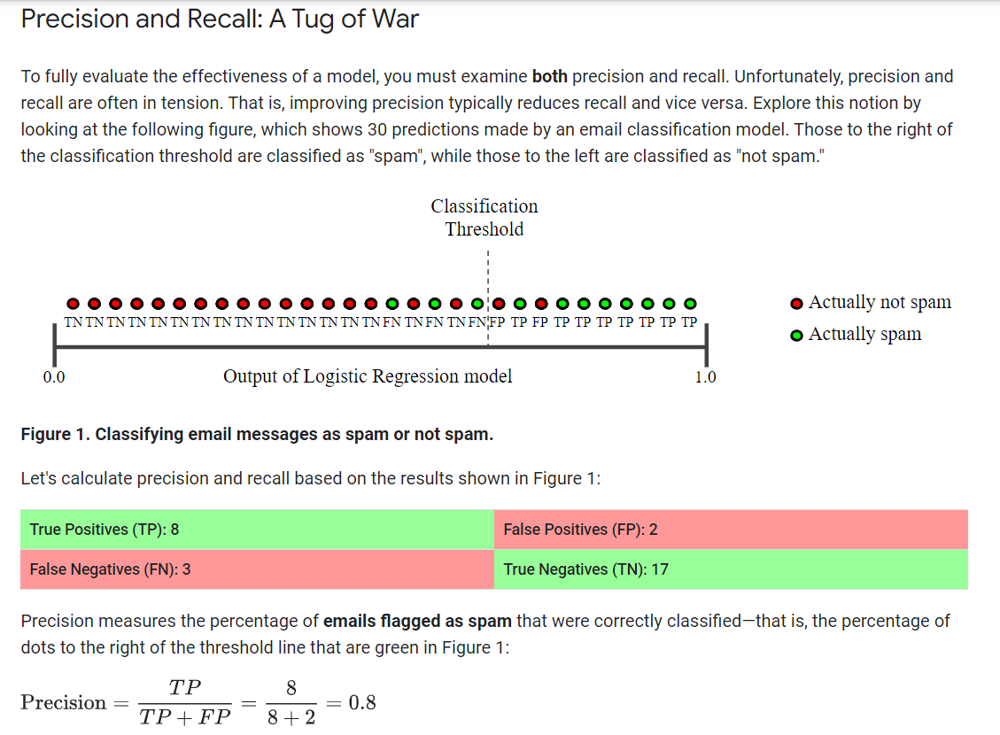 Precision and Recall: A Tug of War
To fully evaluate the effectiveness of a model, you must examine both precision and recall. Unfortunately, precision and
recall are often in tension. That is, improving precision typically reduces recall and vice versa. Explore this notion by
looking at the following figure, which shows 30 predictions made by an email classification model. Those to the right of
the classification threshold are classified as "spam", while those to the left are classified as "not spam."
Classification
Threshold
Actually not spam
TN TN TN TN TN TN TN TN TN TN TN TN TN TN TN FN TN FN TN FN FP TP FP TP TP TP TP TP TP TP
Actually spam
0.0 Output of Logistic Regression model 1.0
Figure 1. Classifying email messages as spam or not spam.
Let's calculate precision and recall based on the results shown in Figure 1:
True Positives (TP): 8 False Positives (FP): 2
False Negatives (FN): 3 True Negatives (TN): 17
Precision measures the percentage of emails flagged as spam that were correctly classified—that is, the percentage of
dots to the right of the threshold line that are green in Figure 1:
Precision = TP / TP + FP = 8 / 8 + 2 = 0.8